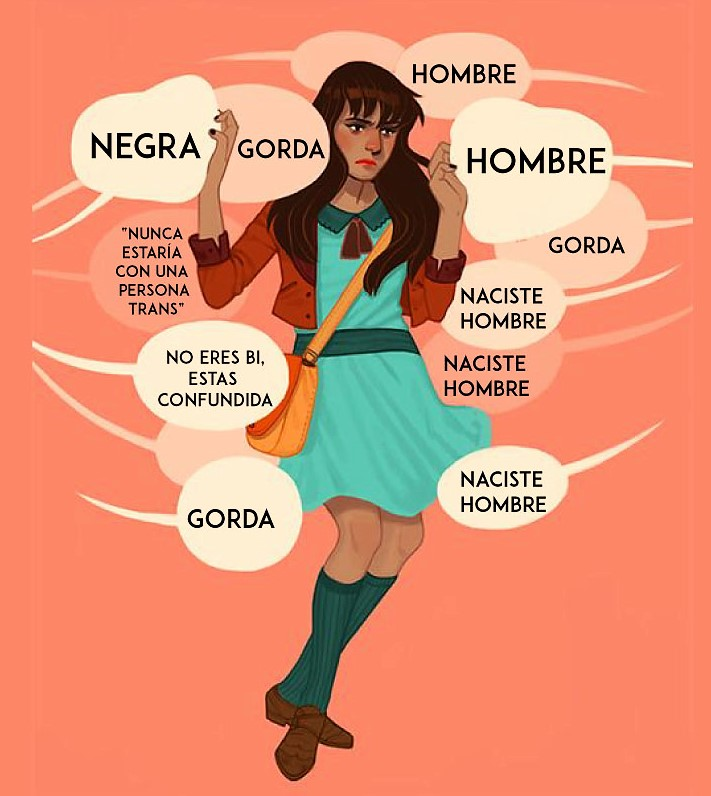 HOMBRE
NEGRA
GORDA
HOMBRE
"NUNCA
ESTARÍA
CON UNA
PERSONA
TRANS"
GORDA
NACISTE
HOMBRE
NO ERES BI,
ESTAS
CONFUNDIDA
NACISTE
HOMBRE
GORDA
NACISTE
HOMBRE